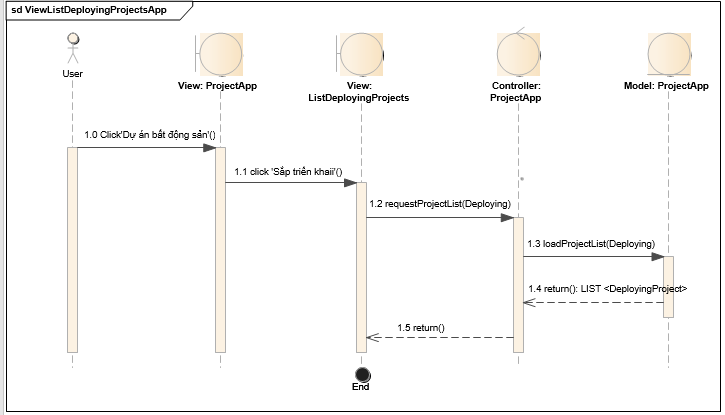 sd ViewListDeployingProjectsApp
User
View: ProjectApp
View:
ListDeployingProjects
Controller:
ProjectApp
Model: ProjectApp
1.0 Click'Dự án bất động sản'()
1.1 click 'Sắp triển khaii'()
1.2 requestProjectList(Deploying)
1.3 loadProjectList(Deploying)
1.4 return(): LIST <DeployingProject>
1.5 return()
End